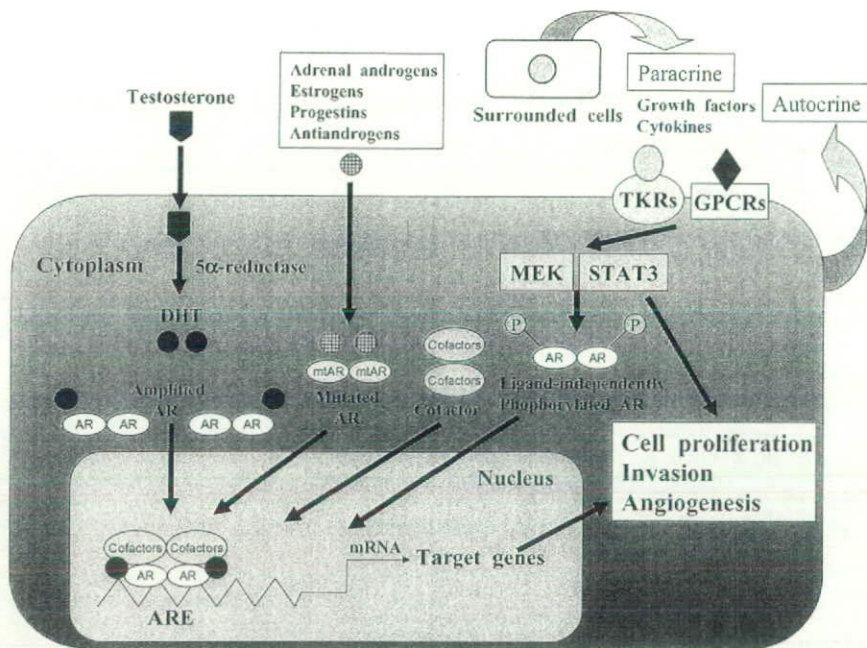 Testosterone
Adrenal androgens
Estrogens
Progestins
Antiandrogens
Surrounded cells
Paracrine
Growth factors
Cytokines
Autocrine
TKRs
GPCRs
Cytoplasm
5α-reductase
MEK
STAT3
DHT
P
P
AR
AR
mtAR
mtAR
Cofactors
Cofactors
Amplified
AR
Mutated
AR
Cofactor
Ligand-independently
Phophorylated AR
AR
AR
AR
AR
Cell proliferation
Invasion
Angiogenesis
Nucleus
Cofactors
Cofactors
mRNA
Target genes
AR
AR
ARE